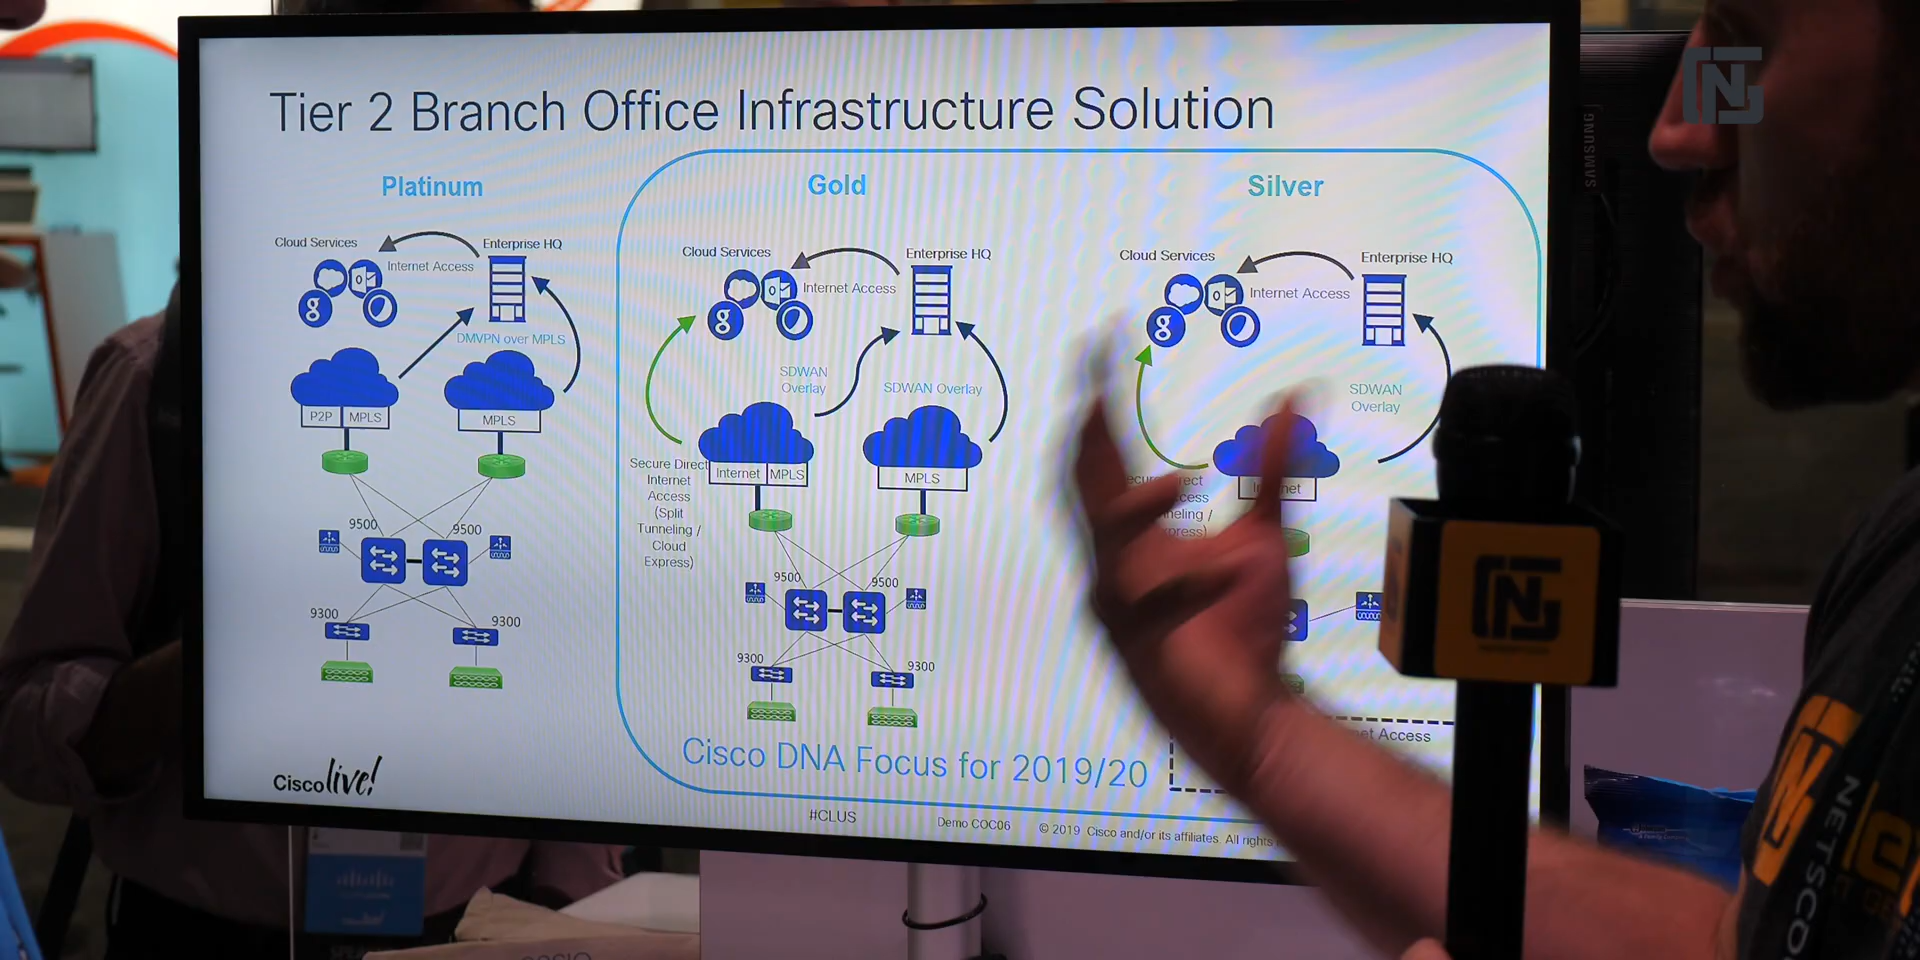 Tier 2 Branch Office Infrastructure Solution
Platinum
Cloud Services
Enterprise HQ
Internet Access
DMVPN over MPLS
P2P MPLS
MPLS
9500
9500
9300
9300
Gold
Cloud Services
Enterprise HQ
Internet Access
SDWAN
Overlay
SDWAN Overlay
Secure Direct
Internet
Access
(Split
Tunneling /
Cloud
Express)
Internet MPLS
MPLS
9500
9500
9300
9300
Silver
Cloud Services
Enterprise HQ
Internet Access
SDWAN
Overlay
Access
Cisco DNA Focus for 2019/20
Cisco live!
#CLUS
Demo COC06
© 2019 Cisco and/or its affiliates. All rights
SAMSUNG